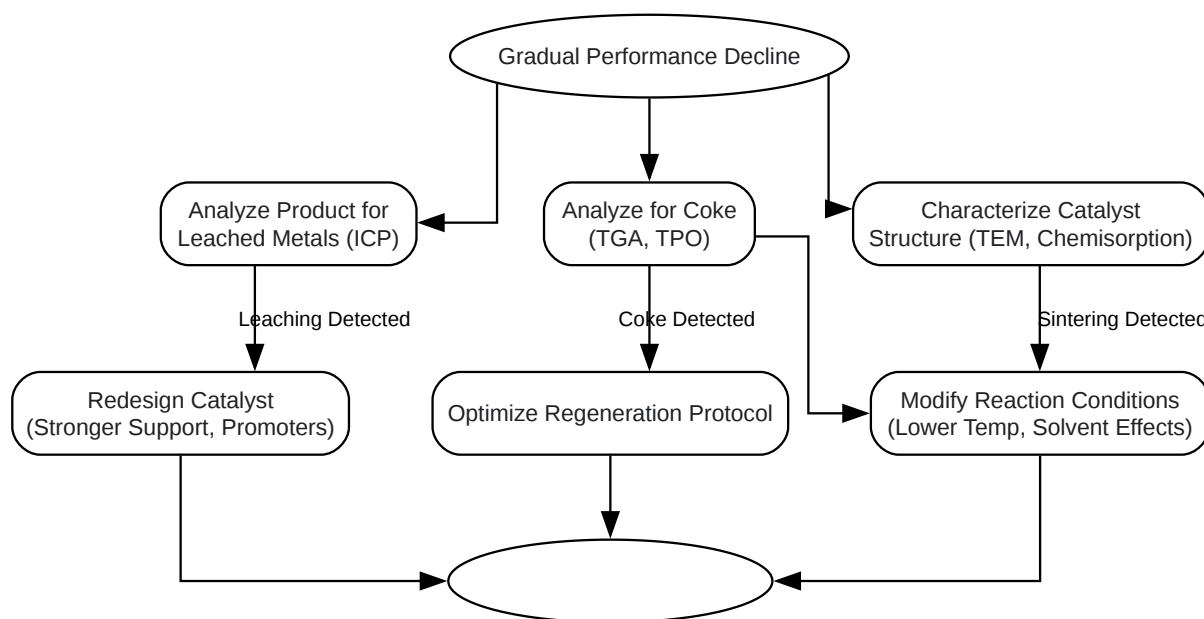 Gradual Performance Decline
Analyze Product for
Leached Metals (ICP)
Analyze for Coke
(TGA, TPO)
Characterize Catalyst
Structure (TEM, Chemisorption)
Leaching Detected
Coke Detected
Sintering Detected
Redesign Catalyst
(Stronger Support, Promoters)
Optimize Regeneration Protocol
Modify Reaction Conditions
(Lower Temp, Solvent Effects)